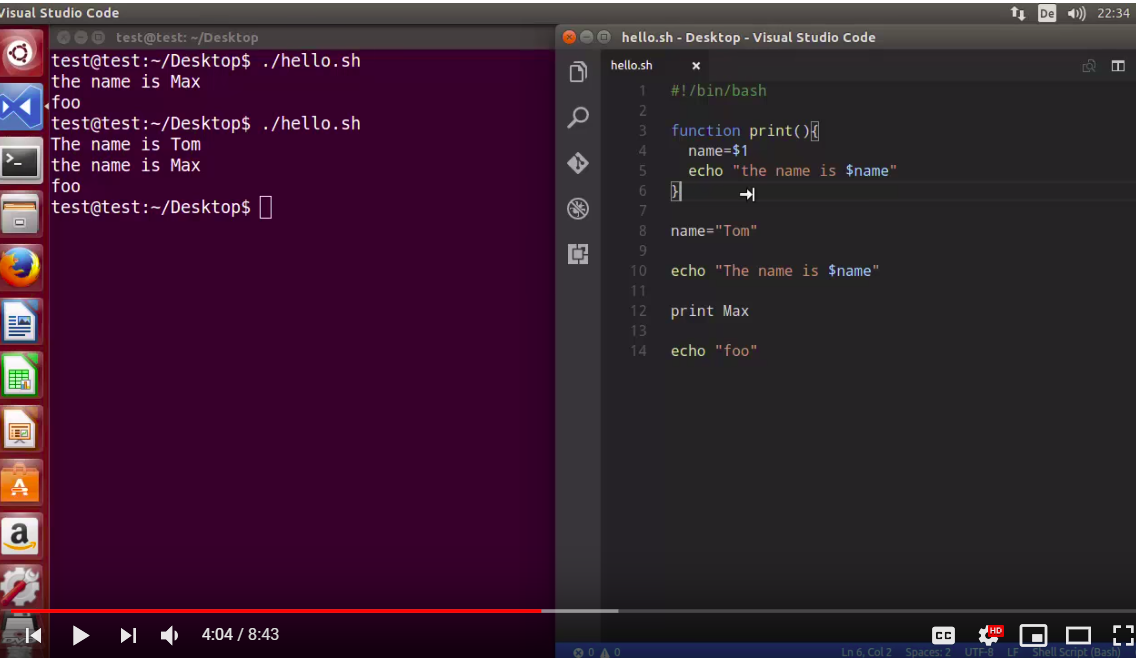 Visual Studio Code
De
22:34
test@test: ~/Desktop
test@test:~/Desktop$ ./hello.sh
the name is Max
foo
test@test:~/Desktop$ ./hello.sh
The name is Tom
the name is Max
foo
test@test:~/Desktop$
hello.sh - Desktop - Visual Studio Code
hello.sh
1 #!/bin/bash
2
3 function print(){
4 name=$1
5 echo "the name is $name"
6 }
7
8 name="Tom"
9
10 echo "The name is $name"
11
12 print Max
13
14 echo "foo"
4:04 / 8:43
CC
HD
0 0 Ln 6, Col 2 Spaces: 2 UTF-8 LF Shell Script (Bash)